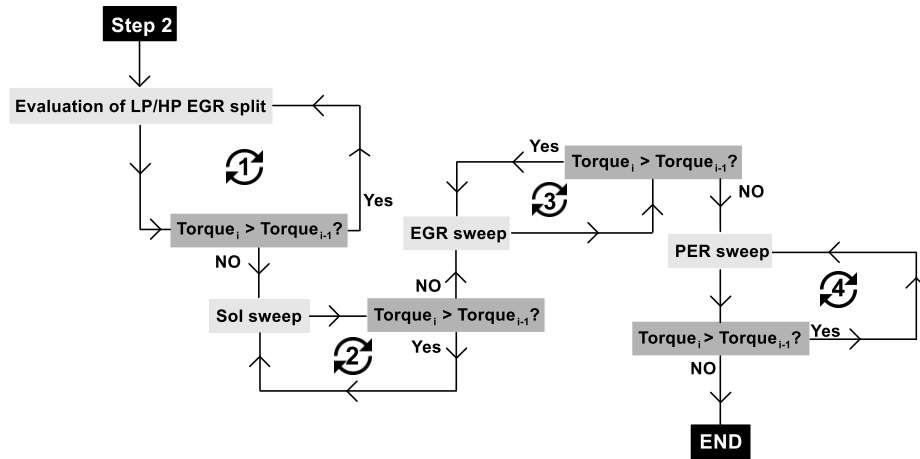 Step 2
Evaluation of LP/HP EGR split
1
Torqueᵢ > Torqueᵢ₋₁?
Yes
NO
SoI sweep
Torqueᵢ > Torqueᵢ₋₁?
2
Yes
NO
EGR sweep
Yes
3
Torqueᵢ > Torqueᵢ₋₁?
NO
PER sweep
4
Torqueᵢ > Torqueᵢ₋₁?
Yes
NO
END